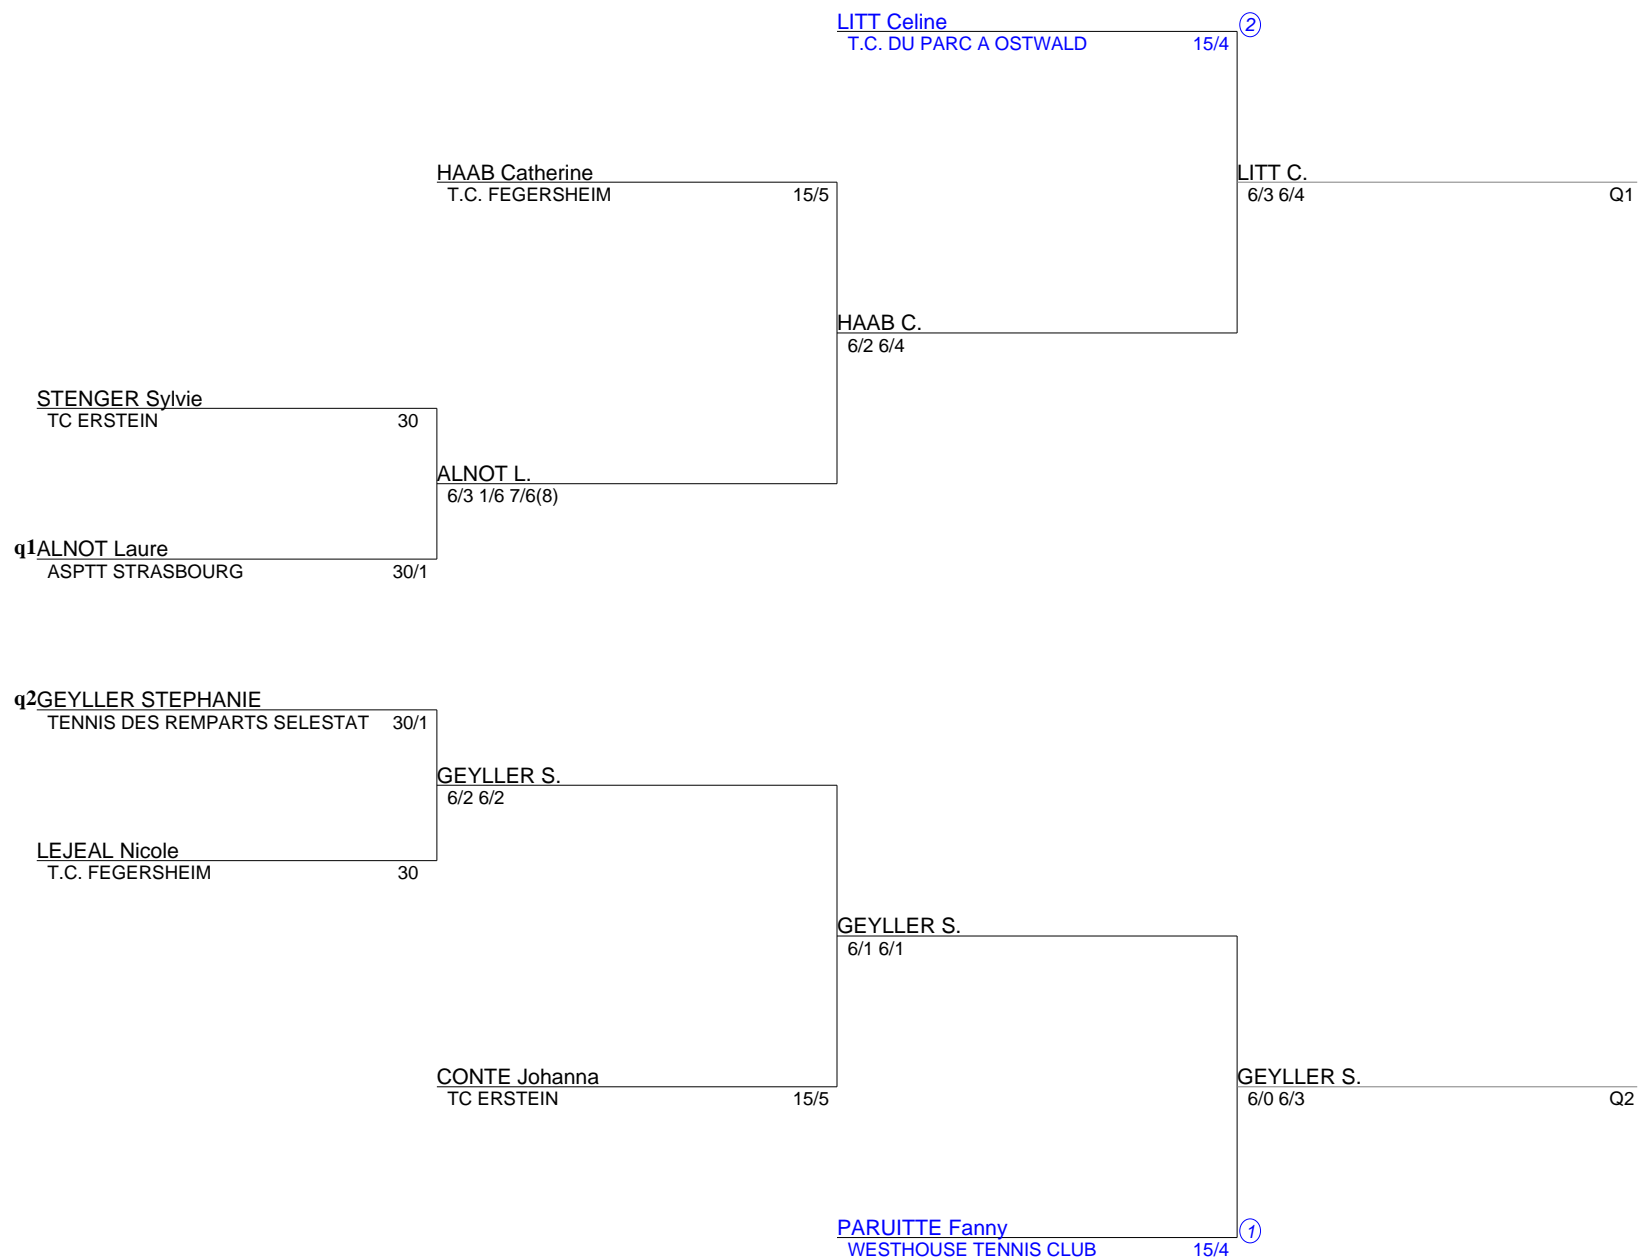 LITT Celine 2
T.C. DU PARC A OSTWALD 15/4
HAAB Catherine
T.C. FEGERSHEIM 15/5
LITT C.
6/3 6/4 Q1
HAAB C.
6/2 6/4
STENGER Sylvie
TC ERSTEIN 30
ALNOT L.
6/3 1/6 7/6(8)
q1 ALNOT Laure
ASPTT STRASBOURG 30/1
q2 GEYLLER STEPHANIE
TENNIS DES REMPARTS SELESTAT 30/1
GEYLLER S.
6/2 6/2
LEJEAL Nicole
T.C. FEGERSHEIM 30
GEYLLER S.
6/1 6/1
CONTE Johanna
TC ERSTEIN 15/5
GEYLLER S.
6/0 6/3 Q2
PARUITTE Fanny 1
WESTHOUSE TENNIS CLUB 15/4